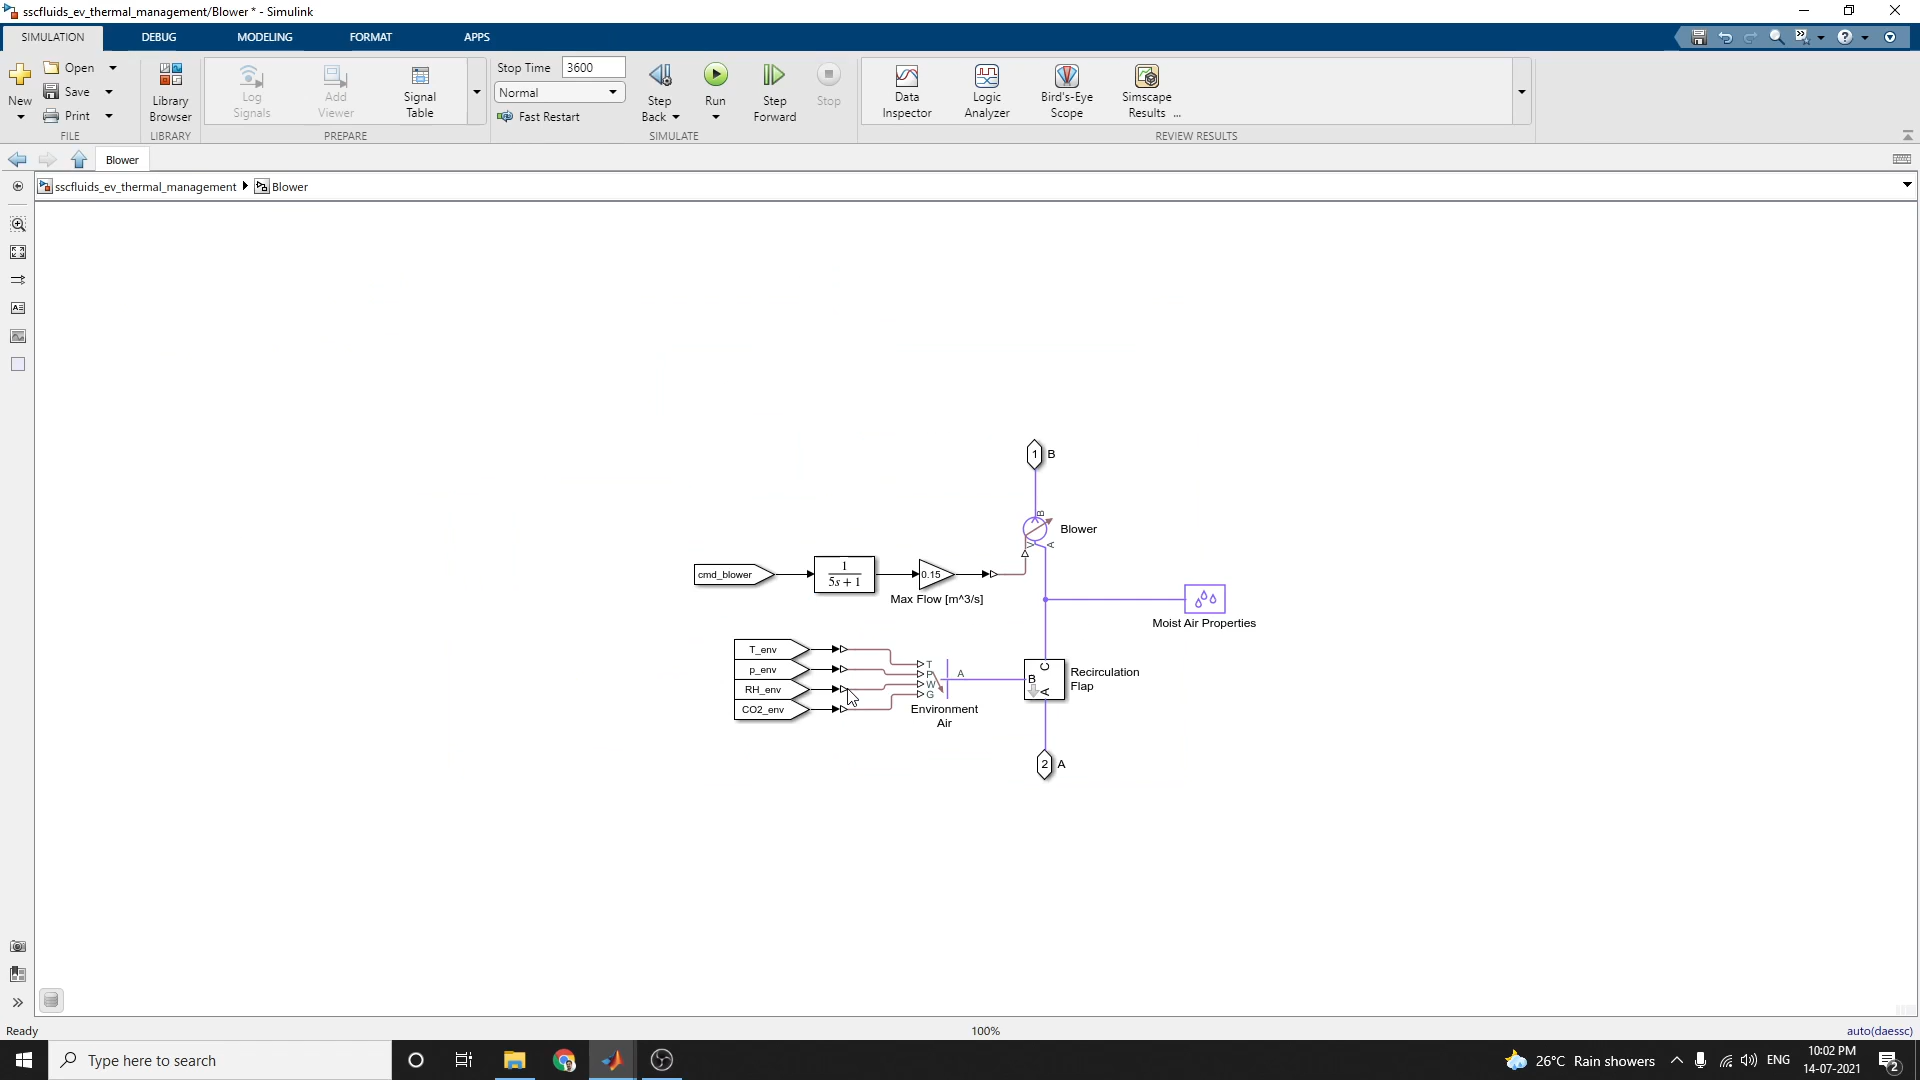 sscfluids_ev_thermal_management/Blower * - Simulink
SIMULATION DEBUG MODELING FORMAT APPS
New
Open
Save
Print
FILE
Library
Browser
LIBRARY
Log
Signals
Add
Viewer
Signal
Table
PREPARE
Stop Time 3600
Normal
Fast Restart
Step
Back
Run
Step
Forward
Stop
SIMULATE
Data
Inspector
Logic
Analyzer
Bird's-Eye
Scope
Simscape
Results ...
REVIEW RESULTS
Blower
sscfluids_ev_thermal_management Blower
1 B
B
Blower
V A
cmd_blower
1
5s + 1
0.15
Max Flow [m^3/s]
Moist Air Properties
T_env
p_env
RH_env
CO2_env
T
P
W
G
A
Environment
Air
C
B
A
Recirculation
Flap
2 A
Ready
100%
auto(daessc)
Type here to search
26°C Rain showers
ENG
10:02 PM
14-07-2021
2